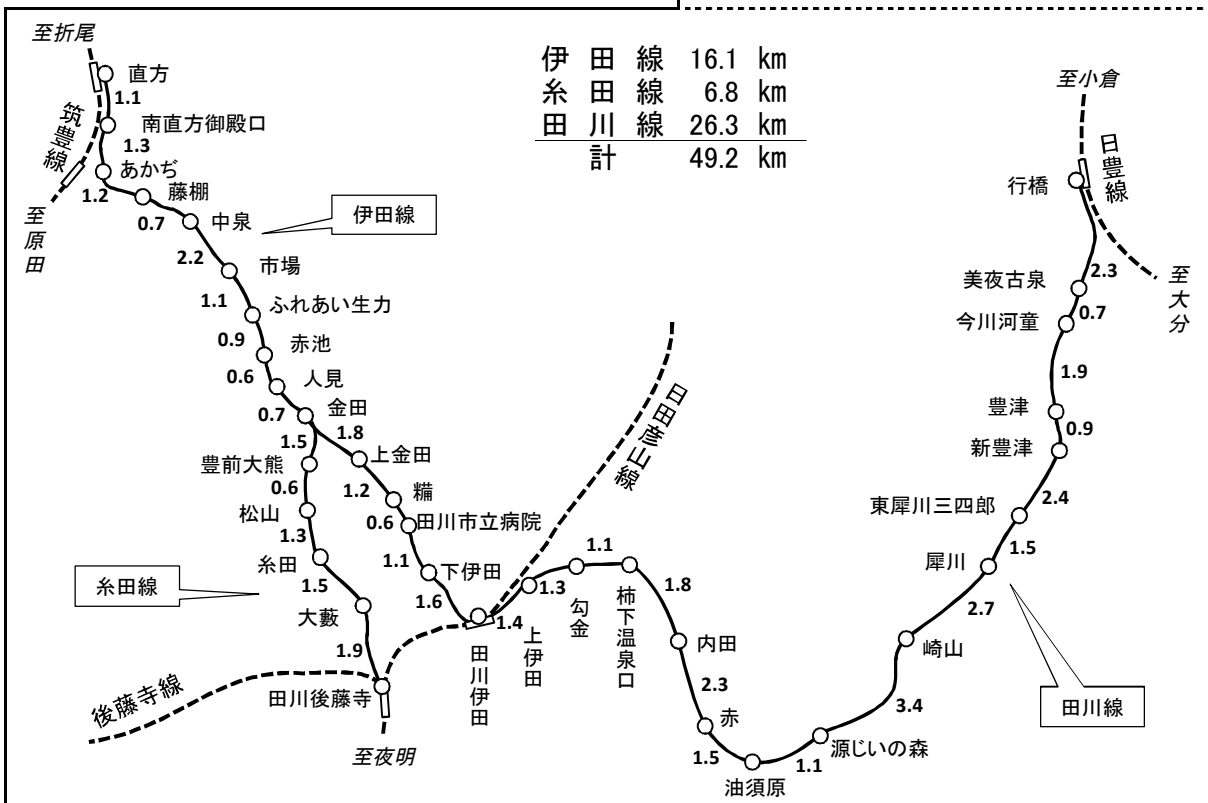 至折尾
直方
1.1
南直方御殿口
1.3
筑豊線
あかぢ
1.2
藤棚
0.7
中泉
至原田
伊田線
2.2
市場
1.1
ふれあい生力
0.9
赤池
0.6
人見
0.7
金田
1.5
1.8
豊前大熊
上金田
0.6
1.2
糒
松山
0.6
田川市立病院
1.3
糸田
1.1
下伊田
糸田線
1.5
大藪
1.6
1.9
田川後藤寺
後藤寺線
至夜明
伊田線 16.1 km
糸田線 6.8 km
田川線 26.3 km
計 49.2 km
日田彦山線
田川伊田
1.4
上伊田
1.3
勾金
1.1
柿下温泉口
1.8
内田
2.3
赤
1.5
油須原
1.1
源じいの森
3.4
崎山
2.7
田川線
犀川
1.5
東犀川三四郎
2.4
新豊津
0.9
豊津
1.9
今川河童
0.7
美夜古泉
2.3
行橋
日豊線
至小倉
至大分